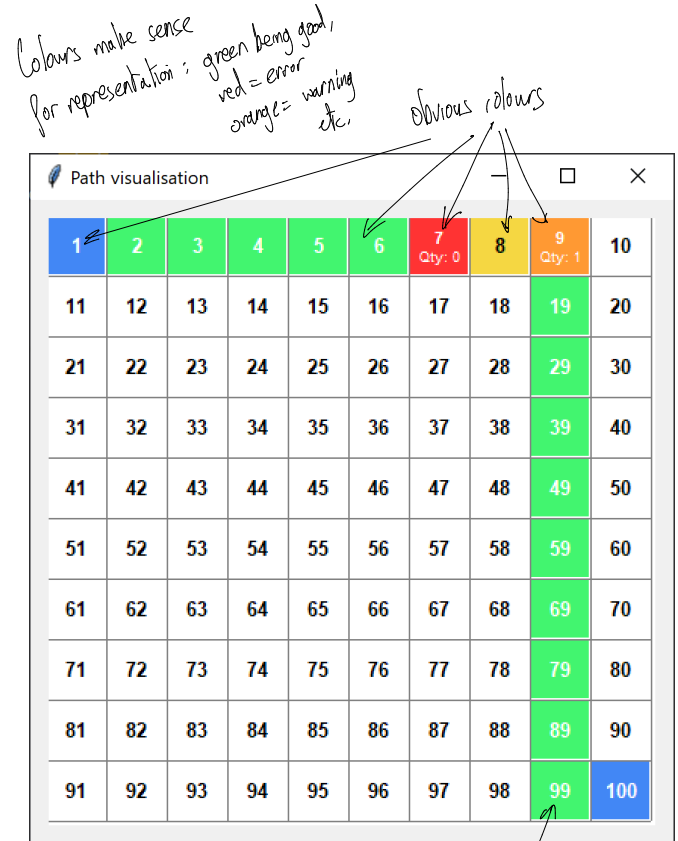 Colours make sense
for representation : green being good,
red = error
orange = warning
etc.
obvious colours
Path visualisation
1 2 3 4 5 6 7 8 9 10
Qty: 0 Qty: 1
11 12 13 14 15 16 17 18 19 20
21 22 23 24 25 26 27 28 29 30
31 32 33 34 35 36 37 38 39 40
41 42 43 44 45 46 47 48 49 50
51 52 53 54 55 56 57 58 59 60
61 62 63 64 65 66 67 68 69 70
71 72 73 74 75 76 77 78 79 80
81 82 83 84 85 86 87 88 89 90
91 92 93 94 95 96 97 98 99 100